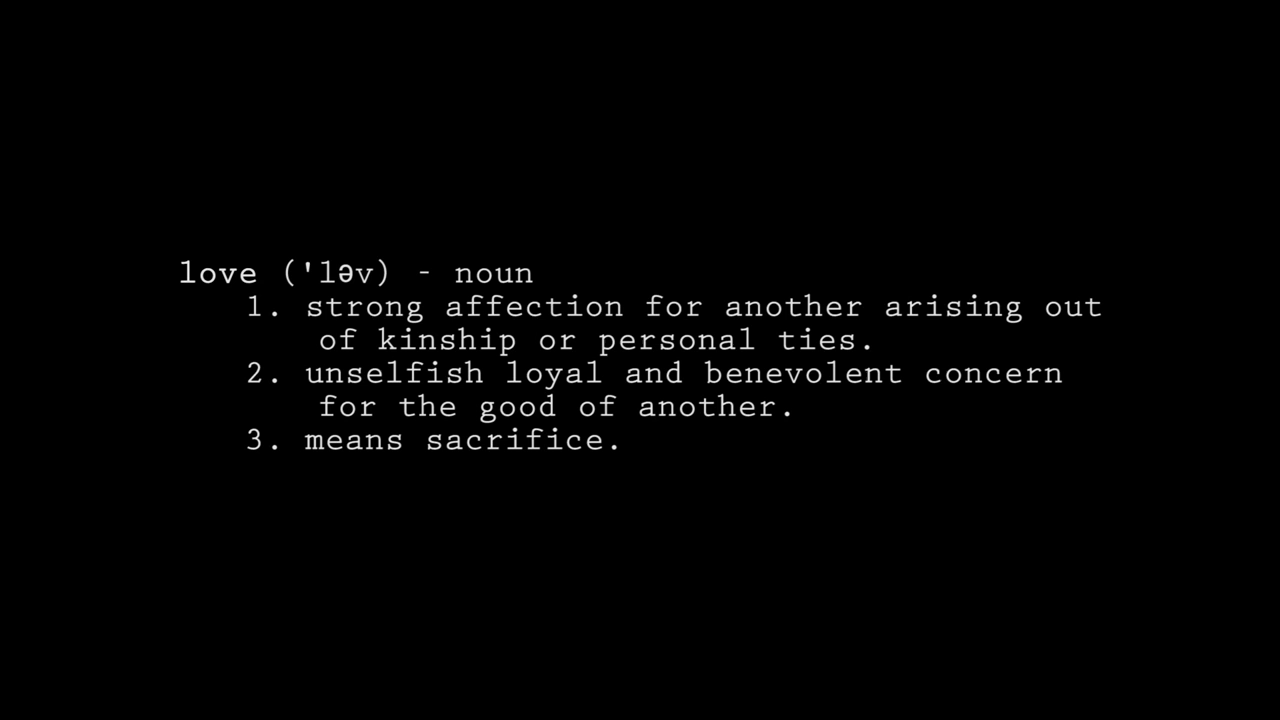 love ('ləv) - noun
1. strong affection for another arising out
of kinship or personal ties.
2. unselfish loyal and benevolent concern
for the good of another.
3. means sacrifice.